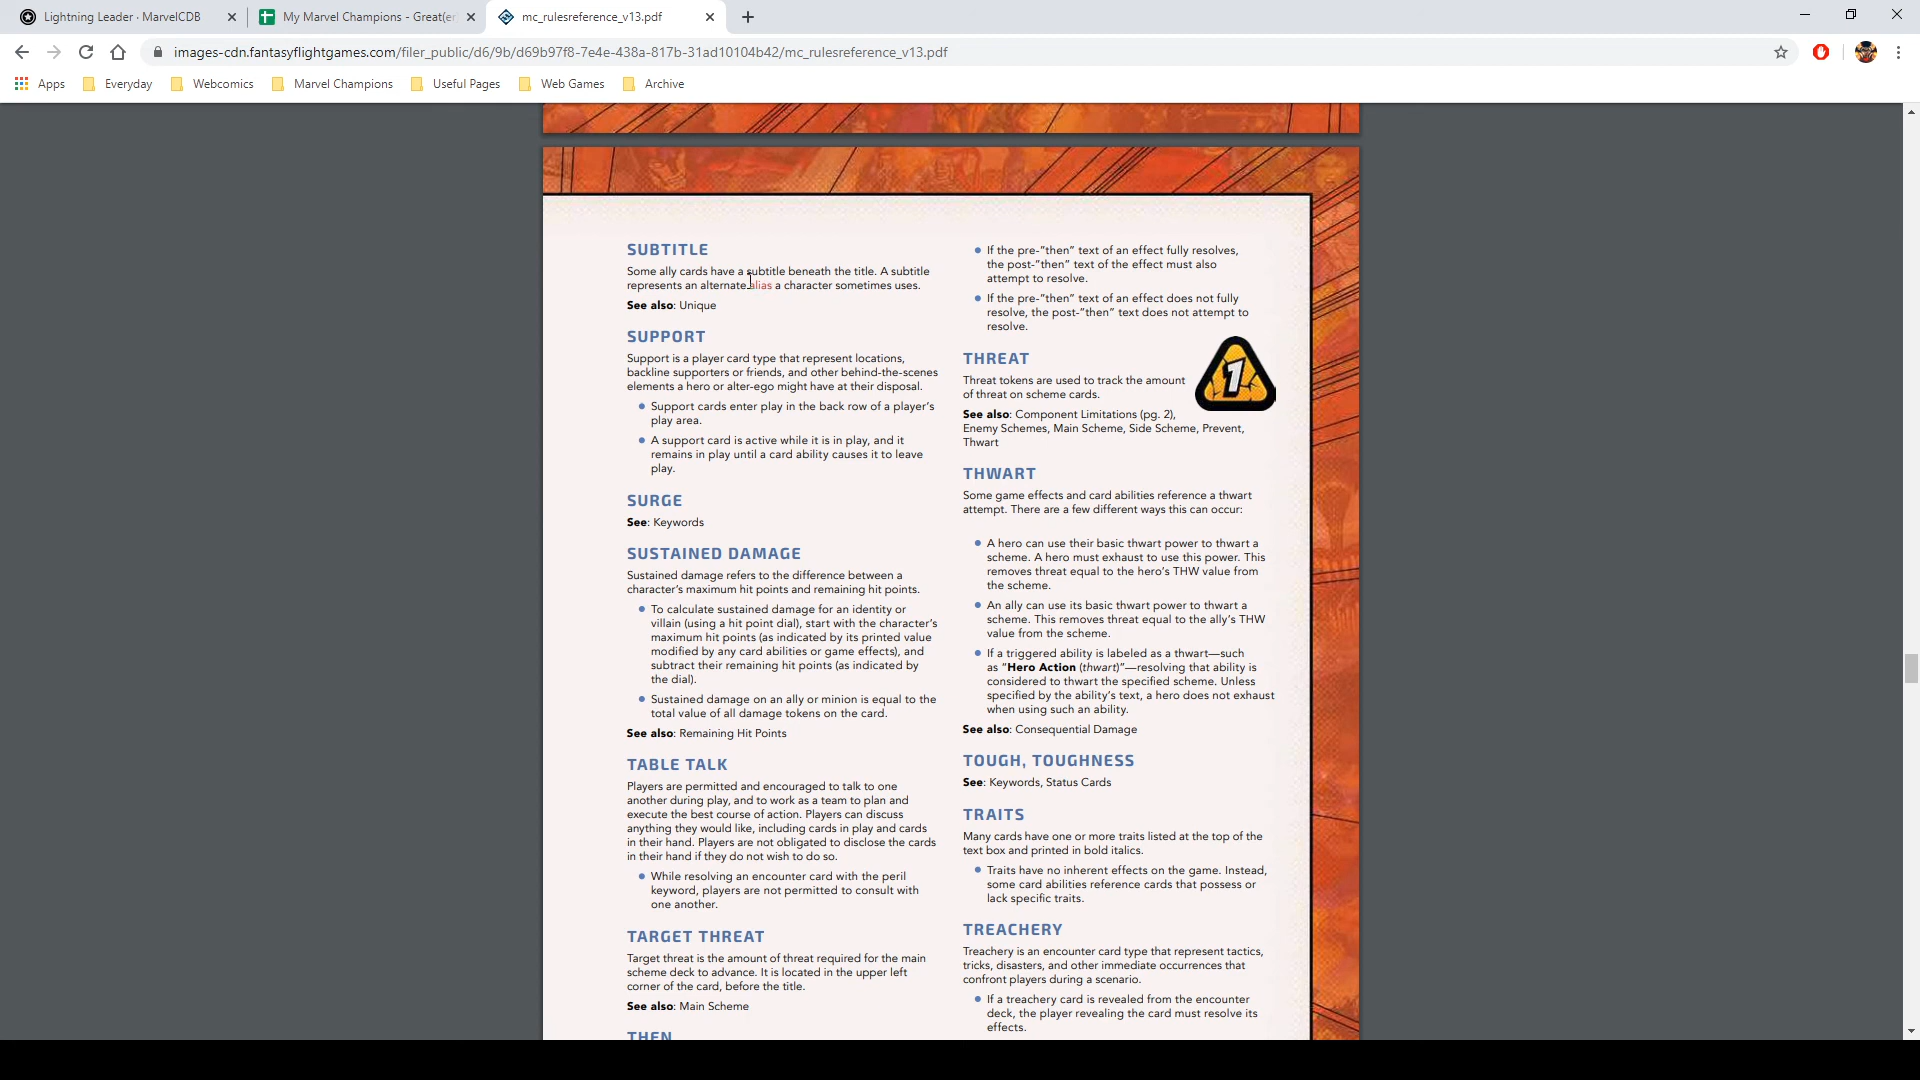 Lightning Leader · MarvelCDB
My Marvel Champions - Great(er
mc_rulesreference_v13.pdf
images-cdn.fantasyflightgames.com/filer_public/d6/9b/d69b97f8-7e4e-438a-817b-31ad10104b42/mc_rulesreference_v13.pdf
Apps
Everyday
Webcomics
Marvel Champions
Useful Pages
Web Games
Archive
SUBTITLE
Some ally cards have a subtitle beneath the title. A subtitle
represents an alternate alias a character sometimes uses.
See also: Unique
SUPPORT
Support is a player card type that represent locations,
backline supporters or friends, and other behind-the-scenes
elements a hero or alter-ego might have at their disposal.
Support cards enter play in the back row of a player's
play area.
A support card is active while it is in play, and it
remains in play until a card ability causes it to leave
play.
SURGE
See: Keywords
SUSTAINED DAMAGE
Sustained damage refers to the difference between a
character's maximum hit points and remaining hit points.
To calculate sustained damage for an identity or
villain (using a hit point dial), start with the character's
maximum hit points (as indicated by its printed value
modified by any card abilities or game effects), and
subtract their remaining hit points (as indicated by
the dial).
Sustained damage on an ally or minion is equal to the
total value of all damage tokens on the card.
See also: Remaining Hit Points
TABLE TALK
Players are permitted and encouraged to talk to one
another during play, and to work as a team to plan and
execute the best course of action. Players can discuss
anything they would like, including cards in play and cards
in their hand. Players are not obligated to disclose the cards
in their hand if they do not wish to do so.
While resolving an encounter card with the peril
keyword, players are not permitted to consult with
one another.
TARGET THREAT
Target threat is the amount of threat required for the main
scheme deck to advance. It is located in the upper left
corner of the card, before the title.
See also: Main Scheme
THEN
If the pre-"then" text of an effect fully resolves,
the post-"then" text of the effect must also
attempt to resolve.
If the pre-"then" text of an effect does not fully
resolve, the post-"then" text does not attempt to
resolve.
THREAT
Threat tokens are used to track the amount
of threat on scheme cards.
1
See also: Component Limitations (pg. 2),
Enemy Schemes, Main Scheme, Side Scheme, Prevent,
Thwart
THWART
Some game effects and card abilities reference a thwart
attempt. There are a few different ways this can occur:
A hero can use their basic thwart power to thwart a
scheme. A hero must exhaust to use this power. This
removes threat equal to the hero's THW value from
the scheme.
An ally can use its basic thwart power to thwart a
scheme. This removes threat equal to the ally's THW
value from the scheme.
If a triggered ability is labeled as a thwart—such
as "Hero Action (thwart)"—resolving that ability is
considered to thwart the specified scheme. Unless
specified by the ability's text, a hero does not exhaust
when using such an ability.
See also: Consequential Damage
TOUGH, TOUGHNESS
See: Keywords, Status Cards
TRAITS
Many cards have one or more traits listed at the top of the
text box and printed in bold italics.
Traits have no inherent effects on the game. Instead,
some card abilities reference cards that possess or
lack specific traits.
TREACHERY
Treachery is an encounter card type that represent tactics,
tricks, disasters, and other immediate occurrences that
confront players during a scenario.
If a treachery card is revealed from the encounter
deck, the player revealing the card must resolve its
effects.